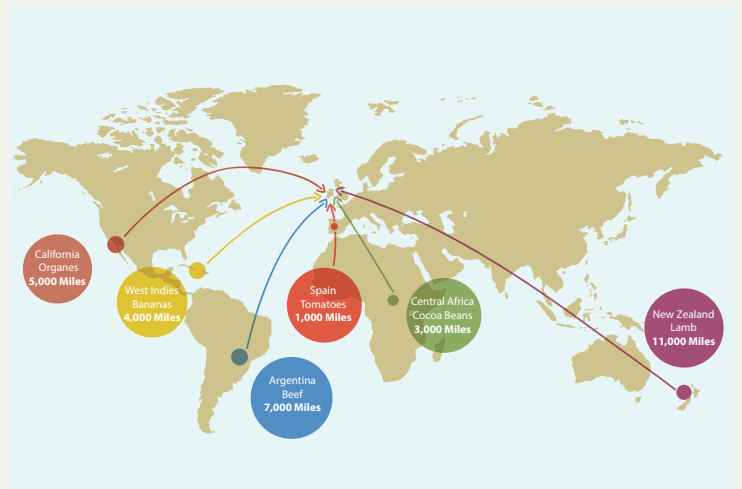 California
Organes
5,000 Miles
West Indies
Bananas
4,000 Miles
Argentina
Beef
7,000 Miles
Spain
Tomatoes
1,000 Miles
Central Africa
Cocoa Beans
3,000 Miles
New Zealand
Lamb
11,000 Miles